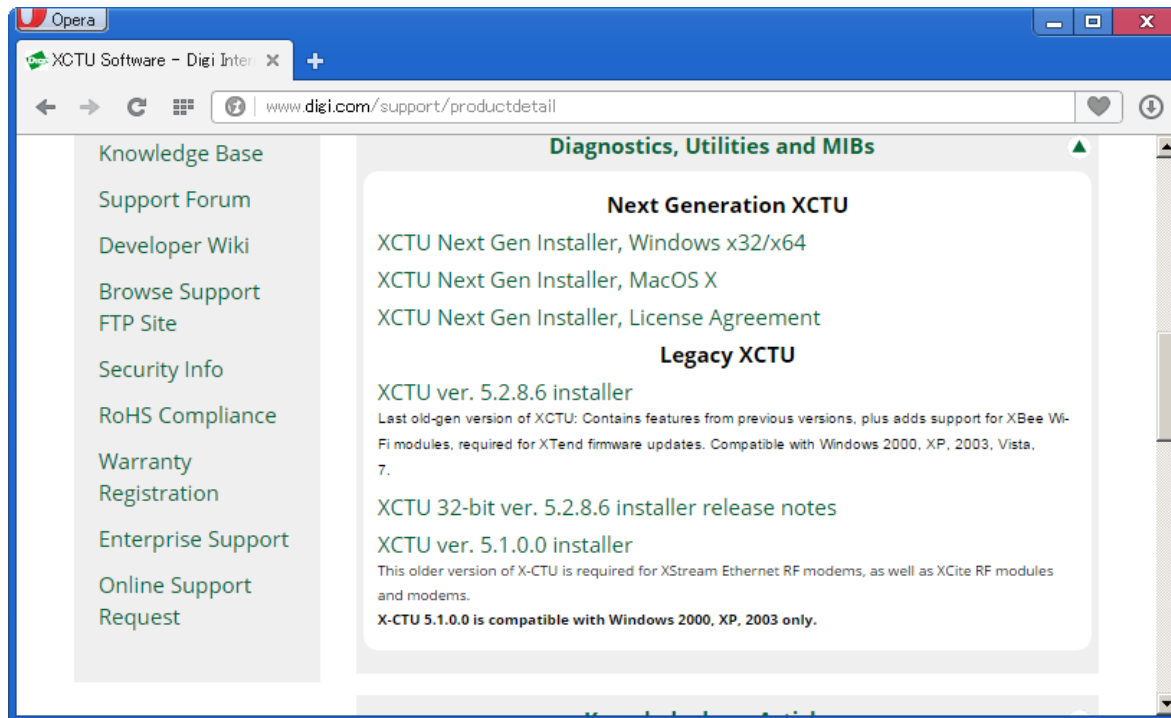 Opera
XCTU Software - Digi Inter
www.digi.com/support/productdetail
Knowledge Base
Support Forum
Developer Wiki
Browse Support
FTP Site
Security Info
RoHS Compliance
Warranty
Registration
Enterprise Support
Online Support
Request
Diagnostics, Utilities and MIBs
Next Generation XCTU
XCTU Next Gen Installer, Windows x32/x64
XCTU Next Gen Installer, MacOS X
XCTU Next Gen Installer, License Agreement
Legacy XCTU
XCTU ver. 5.2.8.6 installer
Last old-gen version of XCTU: Contains features from previous versions, plus adds support for XBee Wi-
Fi modules, required for XTend firmware updates. Compatible with Windows 2000, XP, 2003, Vista,
7.
XCTU 32-bit ver. 5.2.8.6 installer release notes
XCTU ver. 5.1.0.0 installer
This older version of X-CTU is required for XStream Ethernet RF modems, as well as XCite RF modules
and modems.
X-CTU 5.1.0.0 is compatible with Windows 2000, XP, 2003 only.